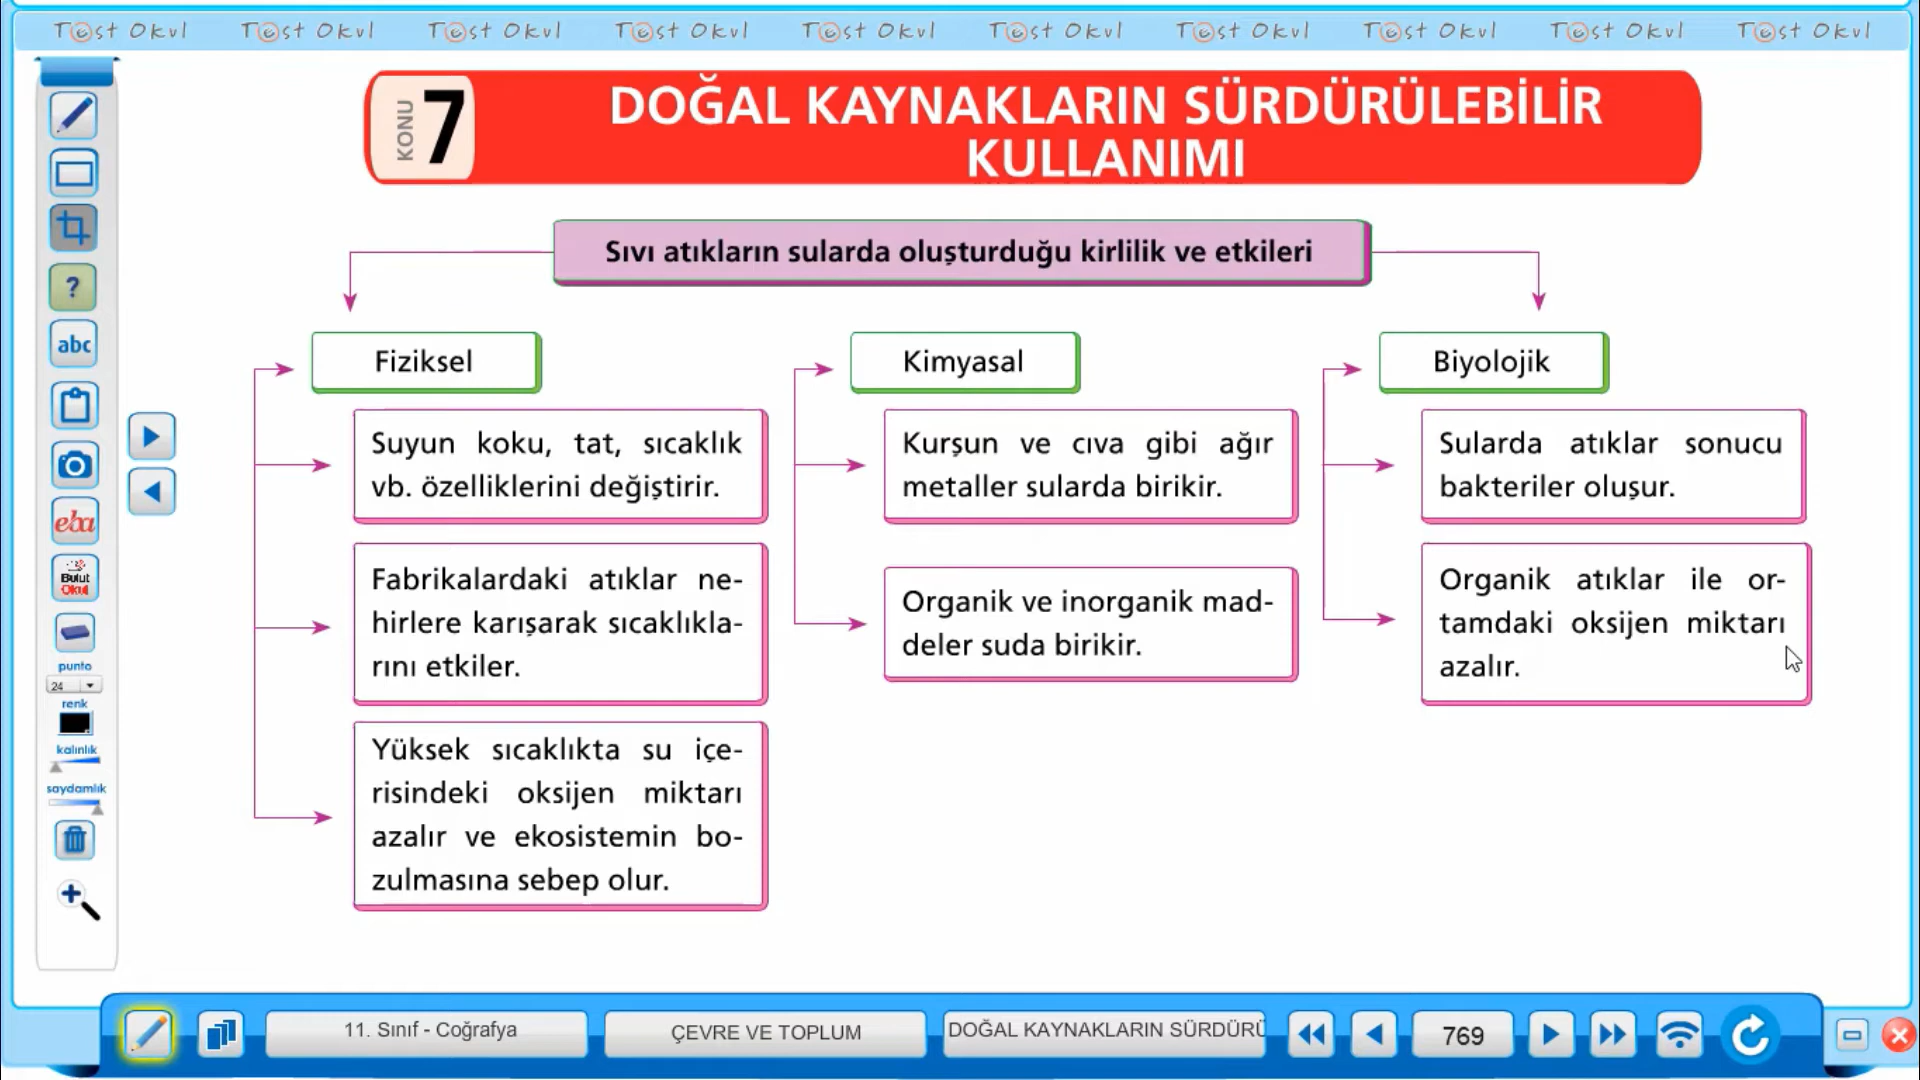 Test Okul Test Okul Test Okul Test Okul Test Okul Test Okul Test Okul Test Okul Test Okul Test Okul
KONU
7
DOĞAL KAYNAKLARIN SÜRDÜRÜLEBİLİR
KULLANIMI
Sıvı atıkların sularda oluşturduğu kirlilik ve etkileri
Fiziksel
Suyun koku, tat, sıcaklık
vb. özelliklerini değiştirir.
Fabrikalardaki atıklar ne-
hirlere karışarak sıcaklıkla-
rını etkiler.
Yüksek sıcaklıkta su içe-
risindeki oksijen miktarı
azalır ve ekosistemin bo-
zulmasına sebep olur.
Kimyasal
Kurşun ve cıva gibi ağır
metaller sularda birikir.
Organik ve inorganik mad-
deler suda birikir.
Biyolojik
Sularda atıklar sonucu
bakteriler oluşur.
Organik atıklar ile or-
tamdaki oksijen miktarı
azalır.
?
abc
eba
Bulut
Okul
punto
24
renk
kalınlık
saydamlık
11. Sınıf - Coğrafya
ÇEVRE VE TOPLUM
DOĞAL KAYNAKLARIN SÜRDÜRÜ
769